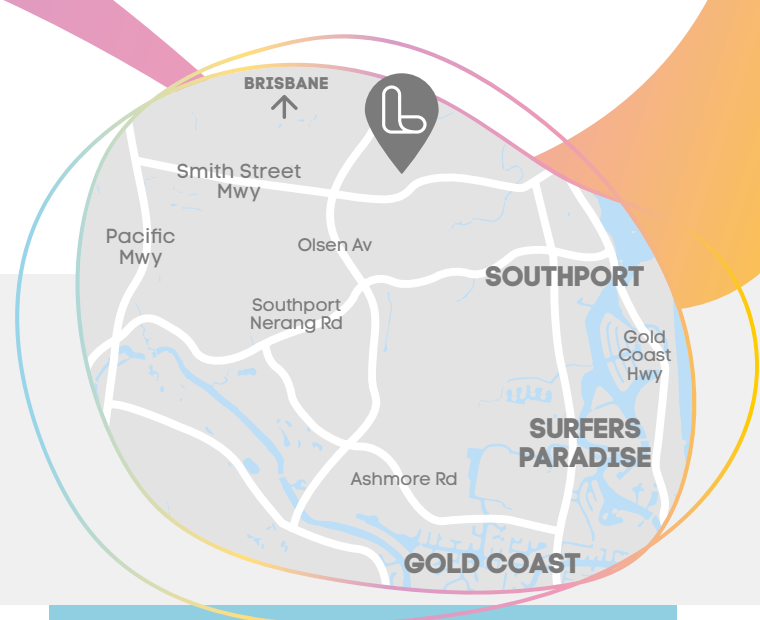 BRISBANE
Smith Street
Mwy
Pacific
Mwy
Olsen Av
SOUTHPORT
Southport
Nerang Rd
Gold
Coast
Hwy
SURFERS
PARADISE
Ashmore Rd
GOLD COAST